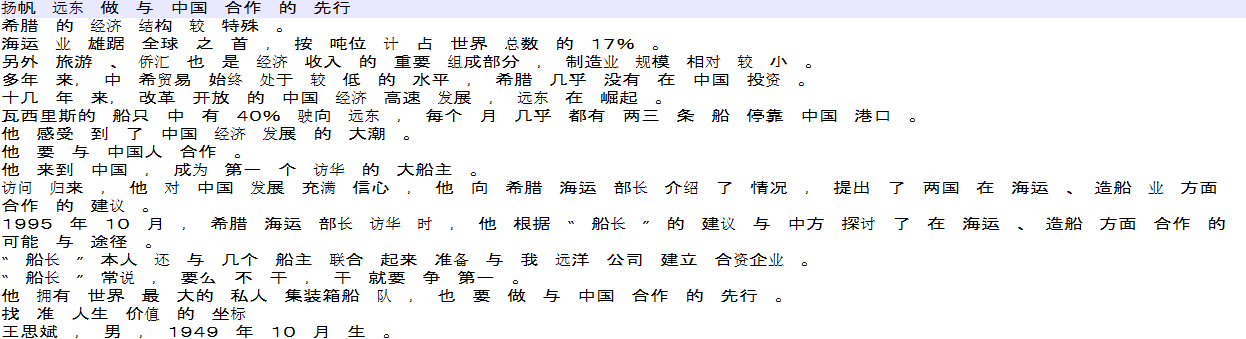 扬帆 远东 做 与 中国 合作 的 先行
希腊 的 经济 结构 较 特殊 。
海运 业 雄踞 全球 之 首 , 按 吨位 计 占 世界 总数 的 17% 。
另外 旅游 、 侨汇 也 是 经济 收入 的 重要 组成部分 , 制造业 规模 相对 较 小 。
多年 来, 中 希贸易 始终 处于 较 低 的 水平 , 希腊 几乎 没有 在 中国 投资 。
十几 年 来, 改革 开放 的 中国 经济 高速 发展 , 远东 在 崛起 。
瓦西里斯的 船只 中 有 40% 驶向 远东 , 每个 月 几乎 都有 两三 条 船 停靠 中国 港口 。
他 感受 到 了 中国 经济 发展 的 大潮 。
他 要 与 中国人 合作 。
他 来到 中国 , 成为 第一 个 访华 的 大船主 。
访问 归来 , 他 对 中国 发展 充满 信心 , 他 向 希腊 海运 部长 介绍 了 情况 , 提出 了 两国 在 海运 、 造船 业 方面
合作 的 建议 。
1995 年 10 月 , 希腊 海运 部长 访华 时 , 他 根据 “ 船长 ” 的 建议 与 中方 探讨 了 在 海运 、 造船 方面 合作 的
可能 与 途径 。
“ 船长 ” 本人 还 与 几个 船主 联合 起来 准备 与 我 远洋 公司 建立 合资企业 。
“ 船长 ” 常说 , 要么 不 干 , 干 就要 争 第一 。
他 拥有 世界 最 大的 私人 集装箱船 队 , 也 要 做 与 中国 合作 的 先行 。
找 准 人生 价值 的 坐标
王思斌 , 男 , 1949 年 10 月 生 。